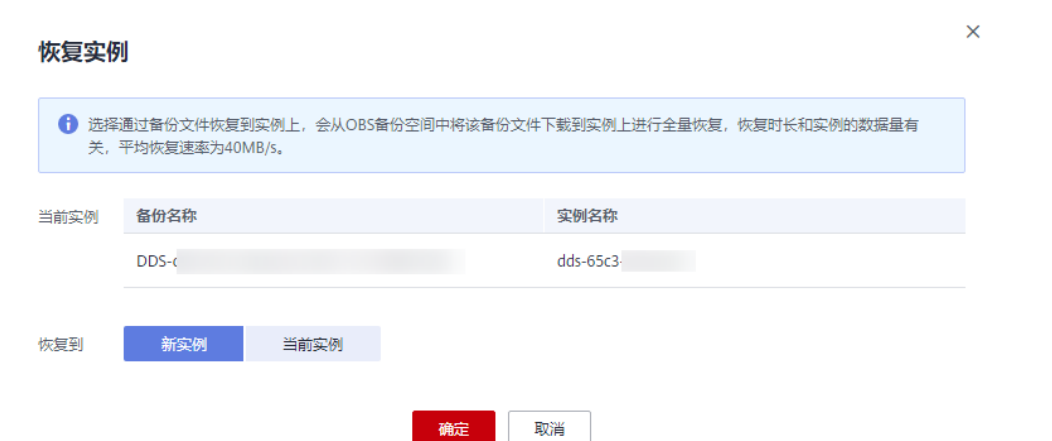 恢复实例
选择通过备份文件恢复到实例上，会从OBS备份空间中将该备份文件下载到实例上进行全量恢复，恢复时长和实例的数据量有
关，平均恢复速率为40MB/s。
当前实例 备份名称 实例名称
DDS- dds-65c3-
恢复到 新实例 当前实例
确定 取消